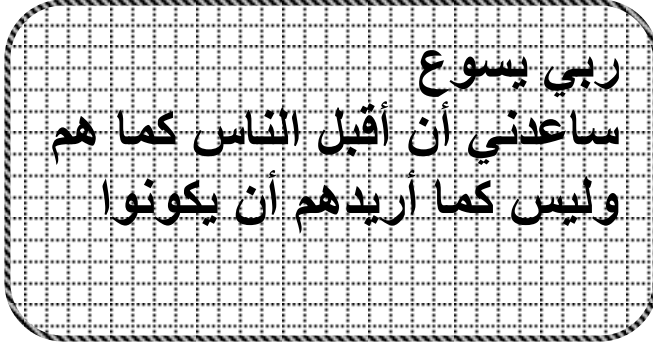 ربي يسوع
ساعدني أن أقبل الناس كما هم
وليس كما أريدهم أن يكونوا